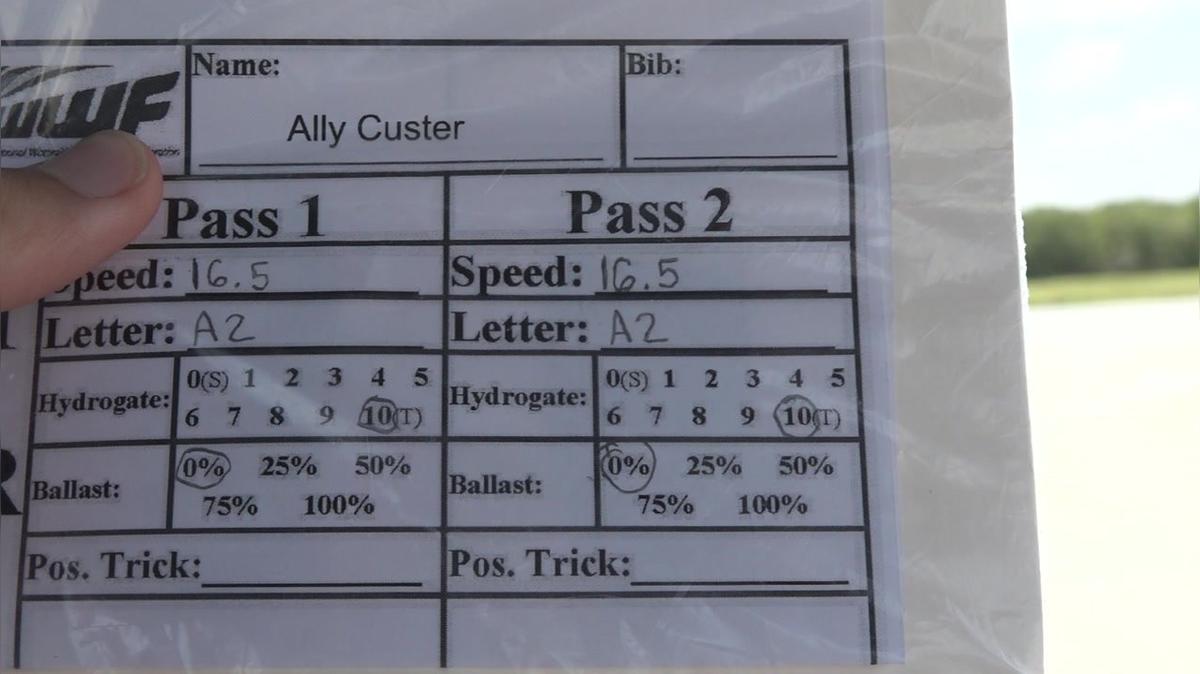 WWF
Name:
Ally Custer
Bib:
Pass 1
Pass 2
Speed: 16.5
Speed: 16.5
Letter: A2
Letter: A2
Hydrogate:
0(S) 1 2 3 4 5
6 7 8 9 10(T)
Hydrogate:
0(S) 1 2 3 4 5
6 7 8 9 10(T)
Ballast:
0% 25% 50%
75% 100%
Ballast:
0% 25% 50%
75% 100%
Pos. Trick:
Pos. Trick: